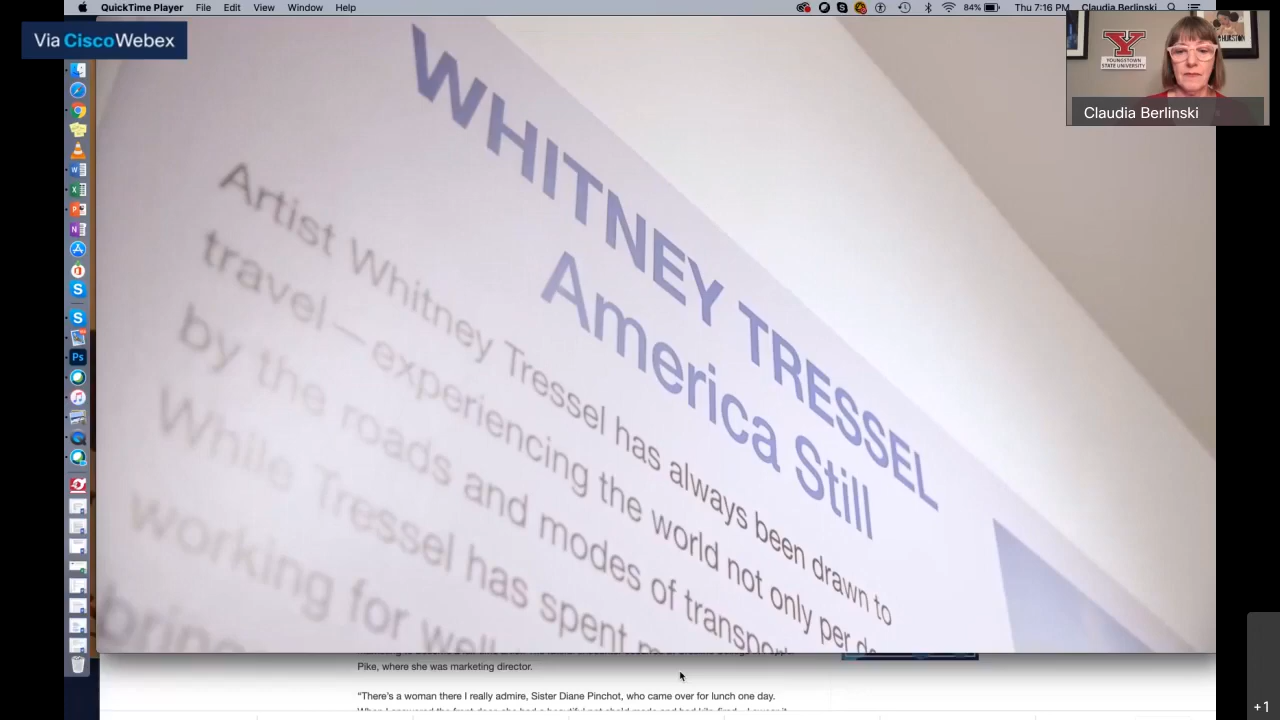 QuickTime Player File Edit View Window Help
84% Thu 7:16 PM Claudia Berlinski
Via Cisco Webex
Y
YOUNGSTOWN
STATE UNIVERSITY
Claudia Berlinski
WHITNEY TRESSEL
America Still
Artist Whitney Tressel has always been drawn to
travel—experiencing the world not only per
by the roads and modes of
While Tressel has spent
working for
Pike, where she was marketing director.
“There's a woman there I really admire, Sister Diane Pinchot, who came over for lunch one day.
Ps
+1